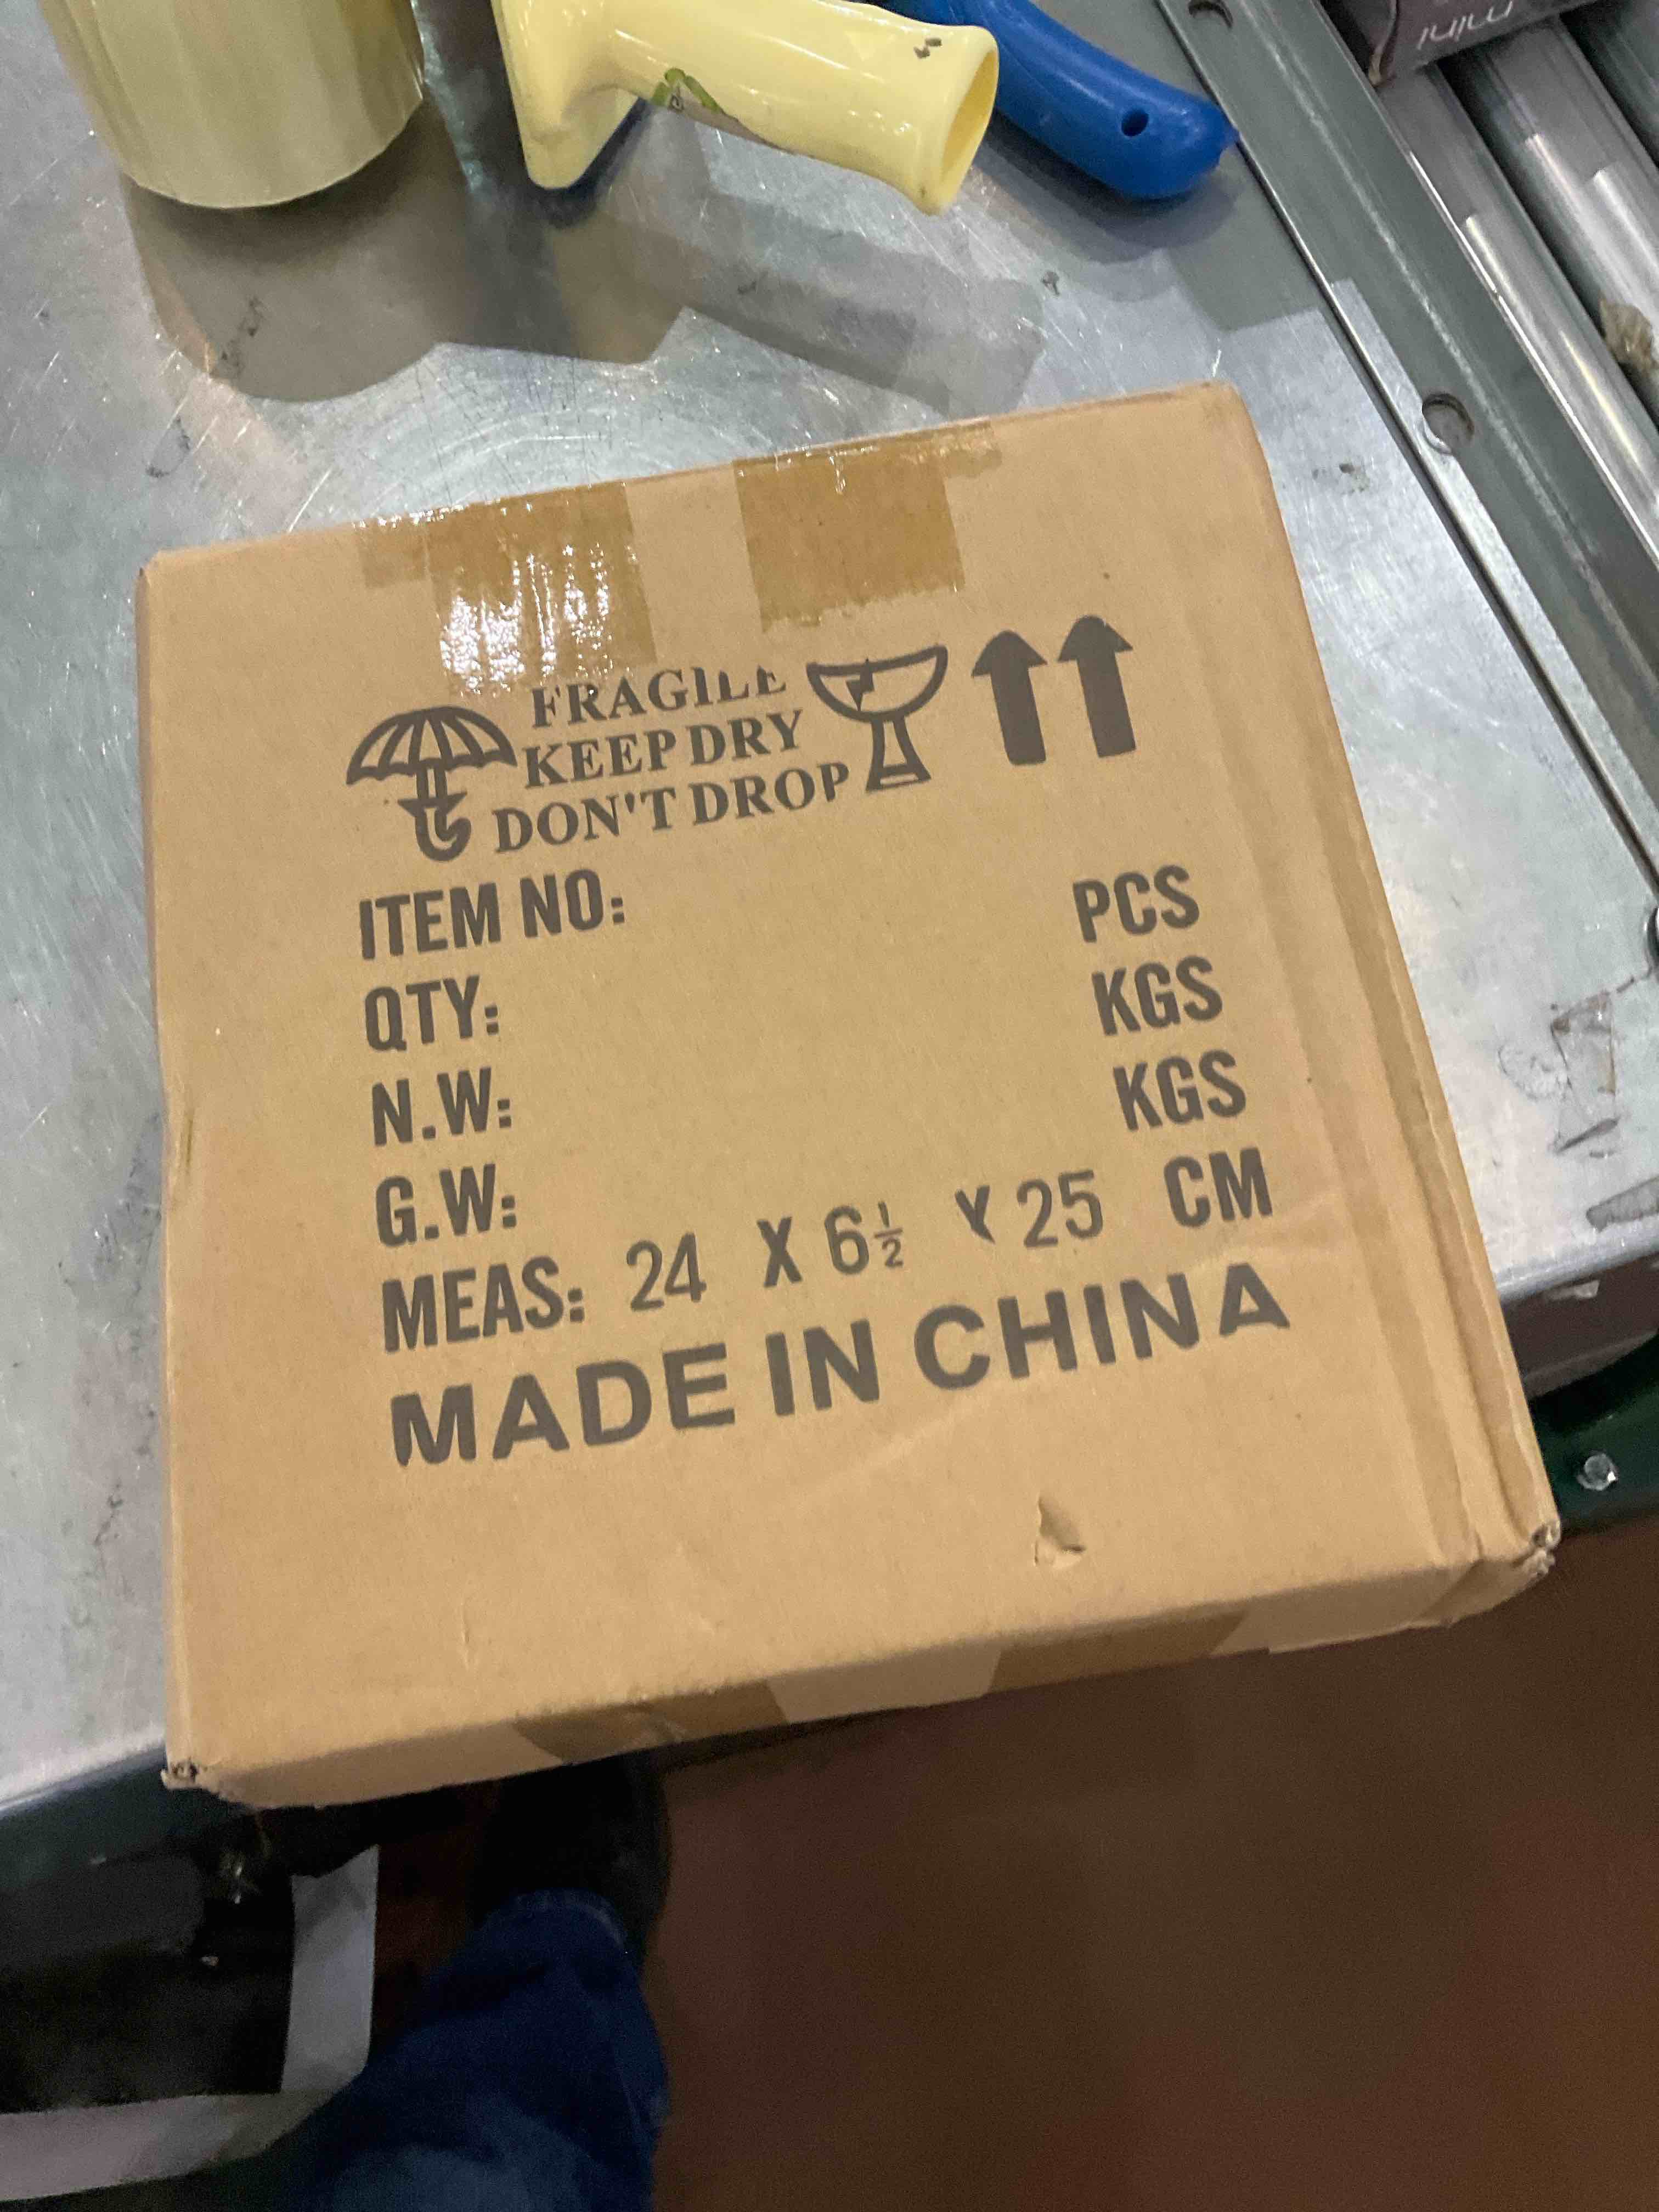 mini
FRAGILE
KEEP DRY
DON'T DROP
ITEM NO: PCS
QTY: KGS
N.W: KGS
G.W:
MEAS: 24 X 6½ X 25 CM
MADE IN CHINA